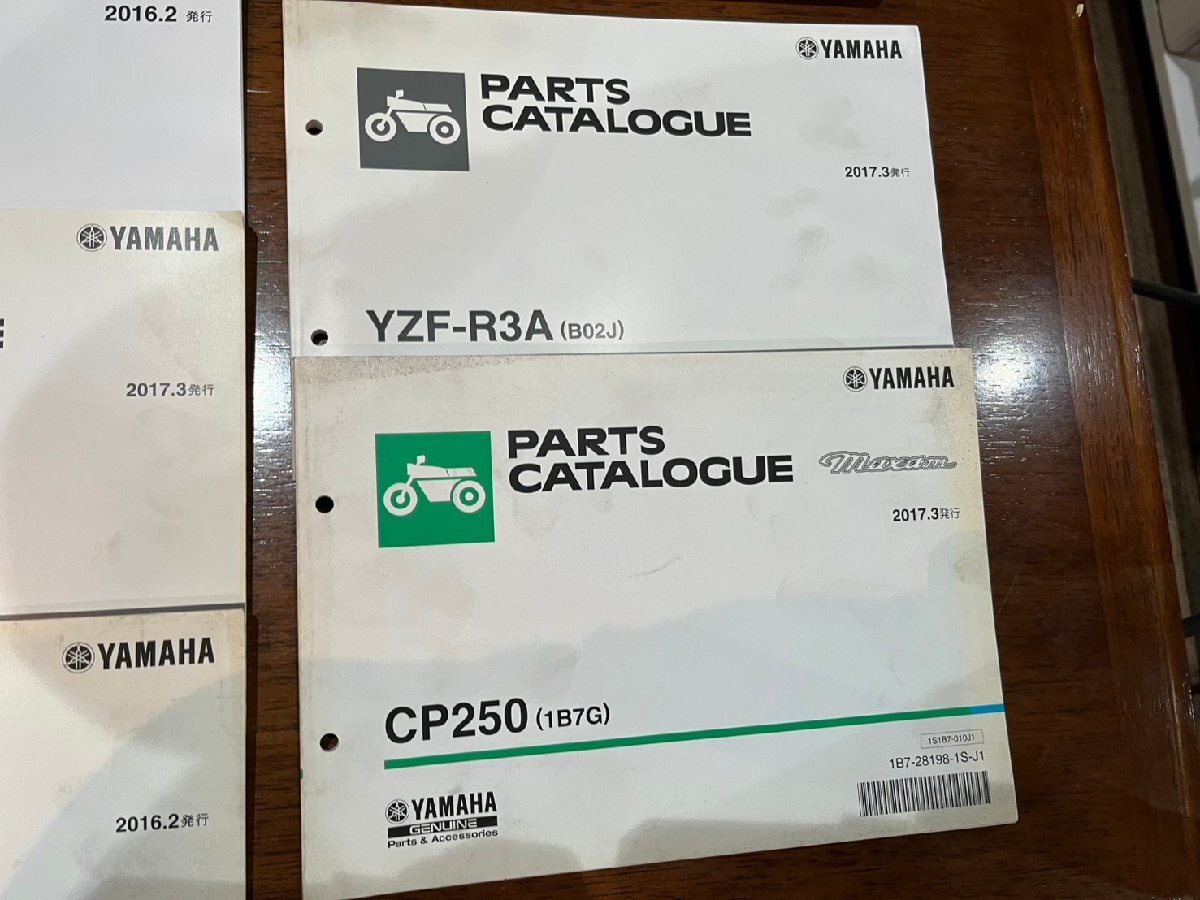 2016.2 発行
YAMAHA
2017.3発行
YAMAHA
2016.2発行
YAMAHA
PARTS
CATALOGUE
2017.3発行
YZF-R3A (B02J)
YAMAHA
PARTS
CATALOGUE
Maxam
2017.3発行
CP250 (1B7G)
1S1B7-010J1
1B7-28198-1S-J1
YAMAHA
GENUINE
Parts & Accessories